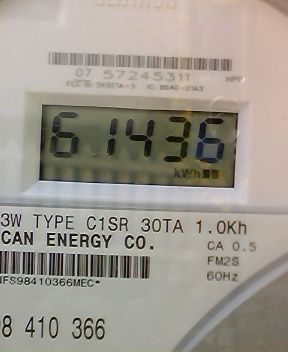 07 57245311
61436
kWh
3W TYPE C1SR 30TA 1.0Kh
CAN ENERGY CO.
CA 0.5
FM2S
60Hz
NFS98410366MEC*
98 410 366